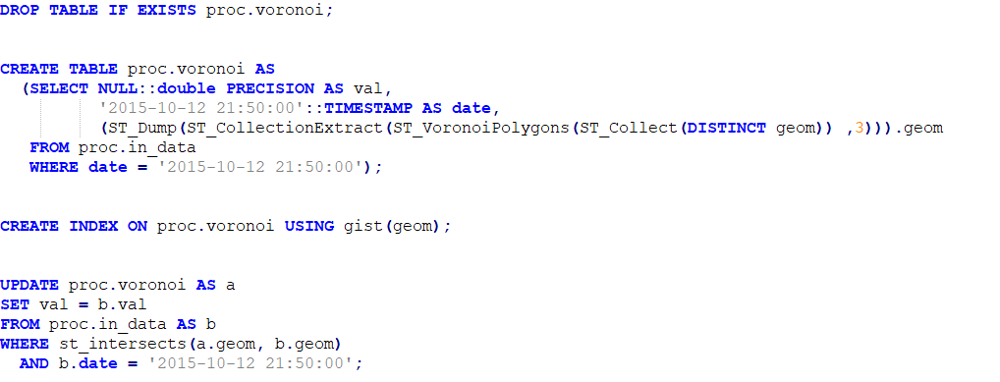 DROP TABLE IF EXISTS proc.voronoi;
CREATE TABLE proc.voronoi AS
(SELECT NULL::double PRECISION AS val,
'2015-10-12 21:50:00'::TIMESTAMP AS date,
(ST_Dump(ST_CollectionExtract(ST_VoronoiPolygons(ST_Collect(DISTINCT geom)) ,3))).geom
FROM proc.in_data
WHERE date = '2015-10-12 21:50:00');
CREATE INDEX ON proc.voronoi USING gist(geom);
UPDATE proc.voronoi AS a
SET val = b.val
FROM proc.in_data AS b
WHERE st_intersects(a.geom, b.geom)
AND b.date = '2015-10-12 21:50:00';